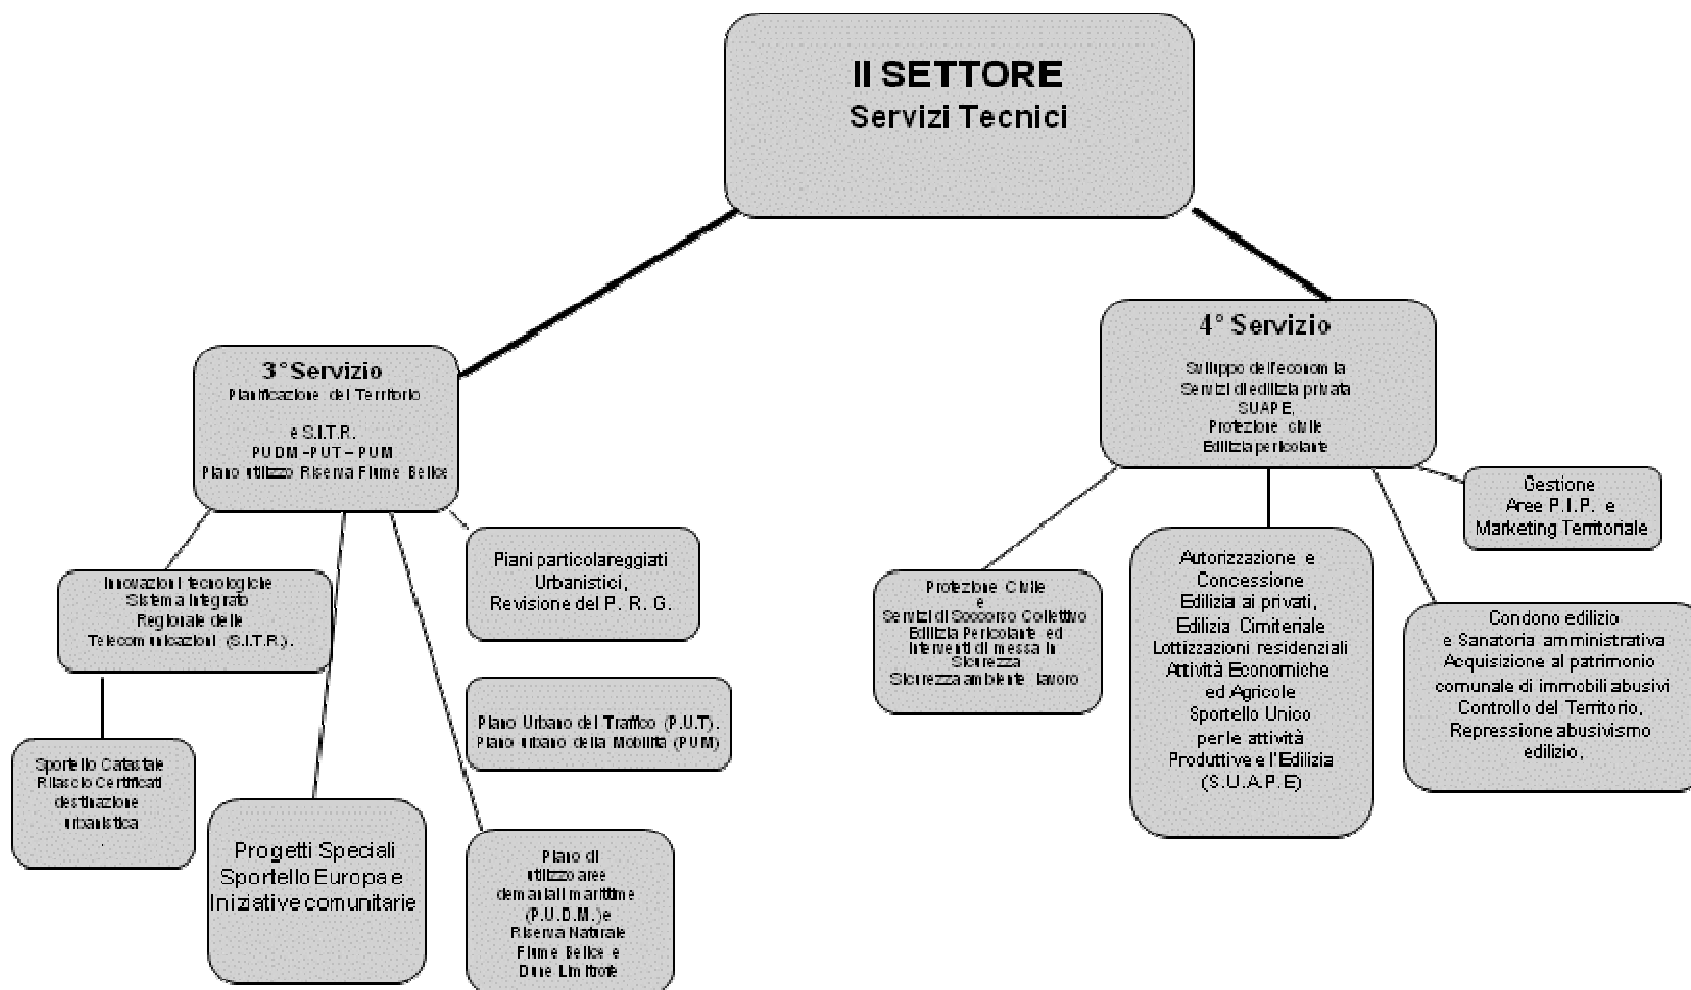 II SETTORE
Servizi Tecnici
3° Servizio
Pianificazione del Territorio
e S.I.T.R.
PUDM -PUT – PUM
Piano utilizzo Riserva Fiume Belice
4° Servizio
Sviluppo dell'economia
Servizi di edilizia privata
SUAPE,
Protezione civile
Edilizia pericolante
Innovazioni tecnologiche
Sistema Integrato
Regionale delle
Telecomunicazioni (S.I.T.R.).
Sportello Catastale
Rilascio Certificati
destinazione
urbanistica
.
Progetti Speciali
Sportello Europa e
Iniziative comunitarie
Piani particolareggiati
Urbanistici,
Revisione del P. R. G.
Piano Urbano del Traffico (P.U.T).
Piano urbano della Mobilità (PUM)
Piano di
utilizzo aree
demaniali marittime
(P.U.D.M.) e
Riserva Naturale
Fiume Belice e
Dune Limitrofe
Protezione Civile
e
Servizi di Soccorso Collettivo
Edilizia Pericolante ed
Interventi di messa in
Sicurezza
Sicurezza ambiente lavoro
Autorizzazione e
Concessione
Edilizia ai privati,
Edilizia Cimiteriale
Lottizzazioni residenziali
Attività Economiche
ed Agricole
Sportello Unico
per le attività
Produttive e l'Edilizia
(S.U.A.P.E)
Condono edilizio
e Sanatoria amministrativa
Acquisizione al patrimonio
comunale di immobili abusivi
Controllo del Territorio,
Repressione abusivismo
edilizio,
Gestione
Aree P.I.P. e
Marketing Territoriale